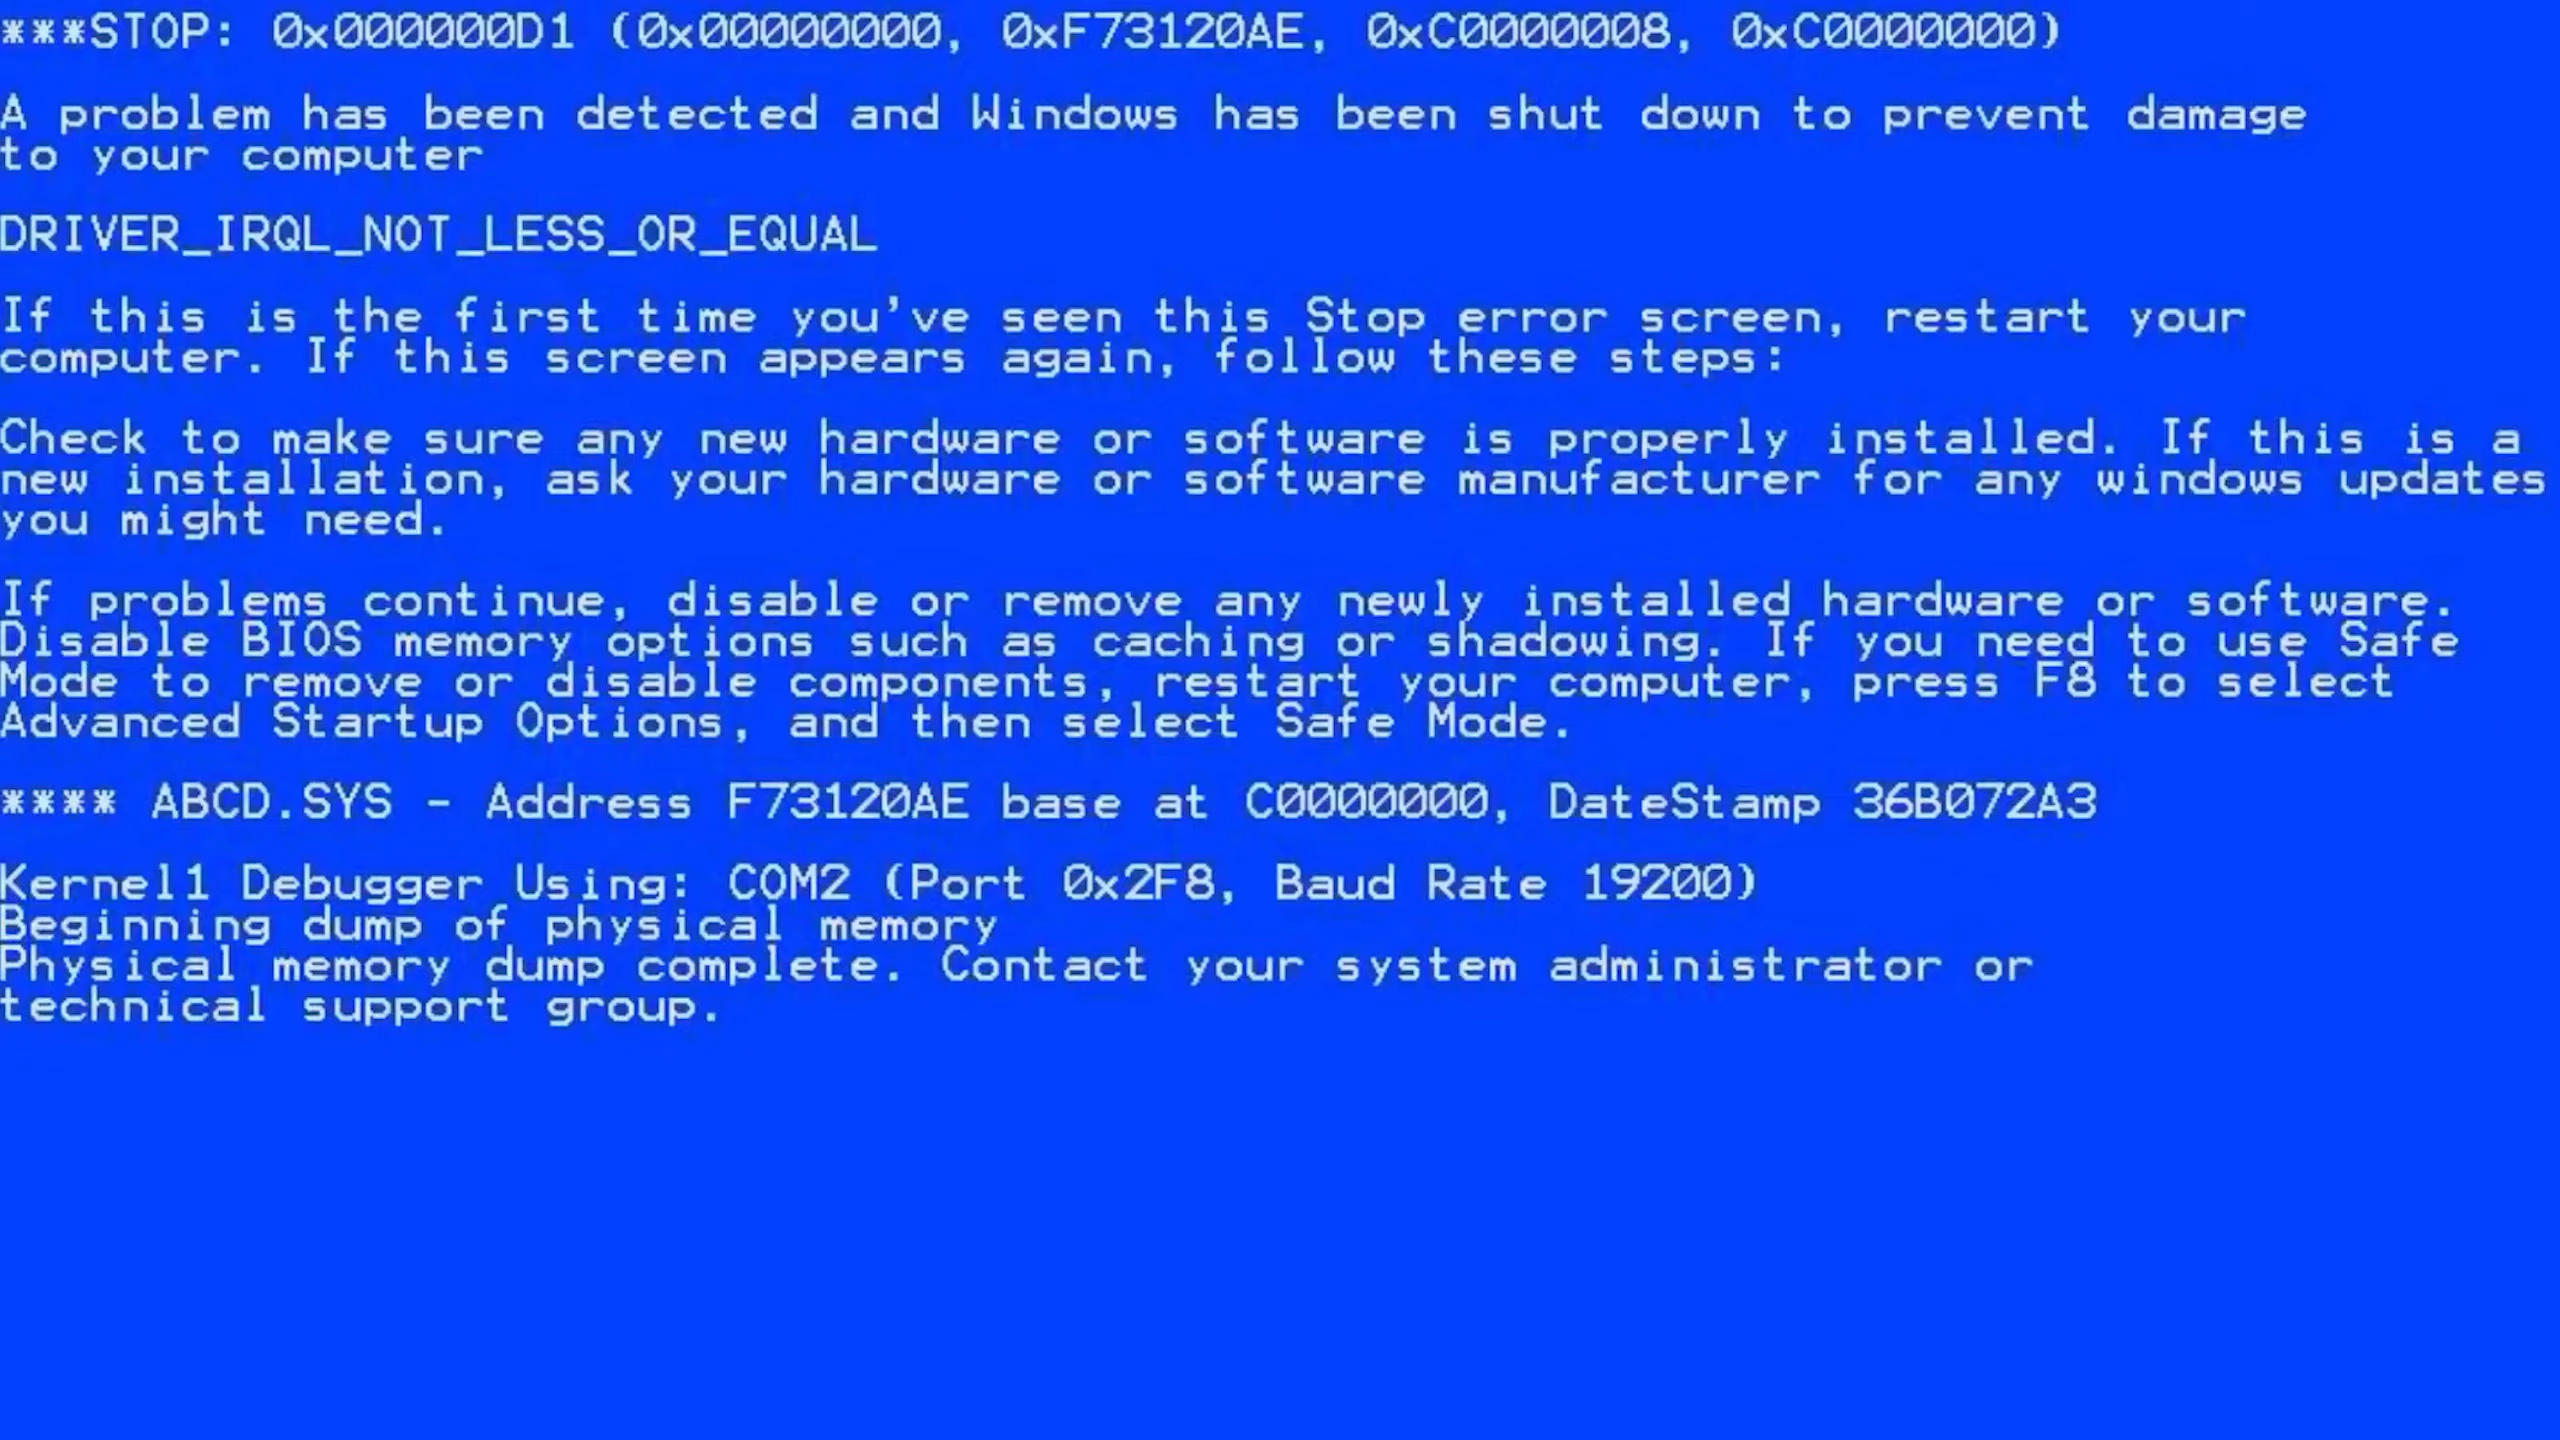 ***STOP: 0x000000D1 (0x00000000, 0xF73120AE, 0xC0000008, 0xC0000000)
A problem has been detected and Windows has been shut down to prevent damage
to your computer
DRIVER_IRQL_NOT_LESS_OR_EQUAL
If this is the first time you've seen this Stop error screen, restart your
computer. If this screen appears again, follow these steps:
Check to make sure any new hardware or software is properly installed. If this is a
new installation, ask your hardware or software manufacturer for any windows updates
you might need.
If problems continue, disable or remove any newly installed hardware or software.
Disable BIOS memory options such as caching or shadowing. If you need to use Safe
Mode to remove or disable components, restart your computer, press F8 to select
Advanced Startup Options, and then select Safe Mode.
**** ABCD.SYS - Address F73120AE base at C0000000, DateStamp 36B072A3
Kernel1 Debugger Using: COM2 (Port 0x2F8, Baud Rate 19200)
Beginning dump of physical memory
Physical memory dump complete. Contact your system administrator or
technical support group.